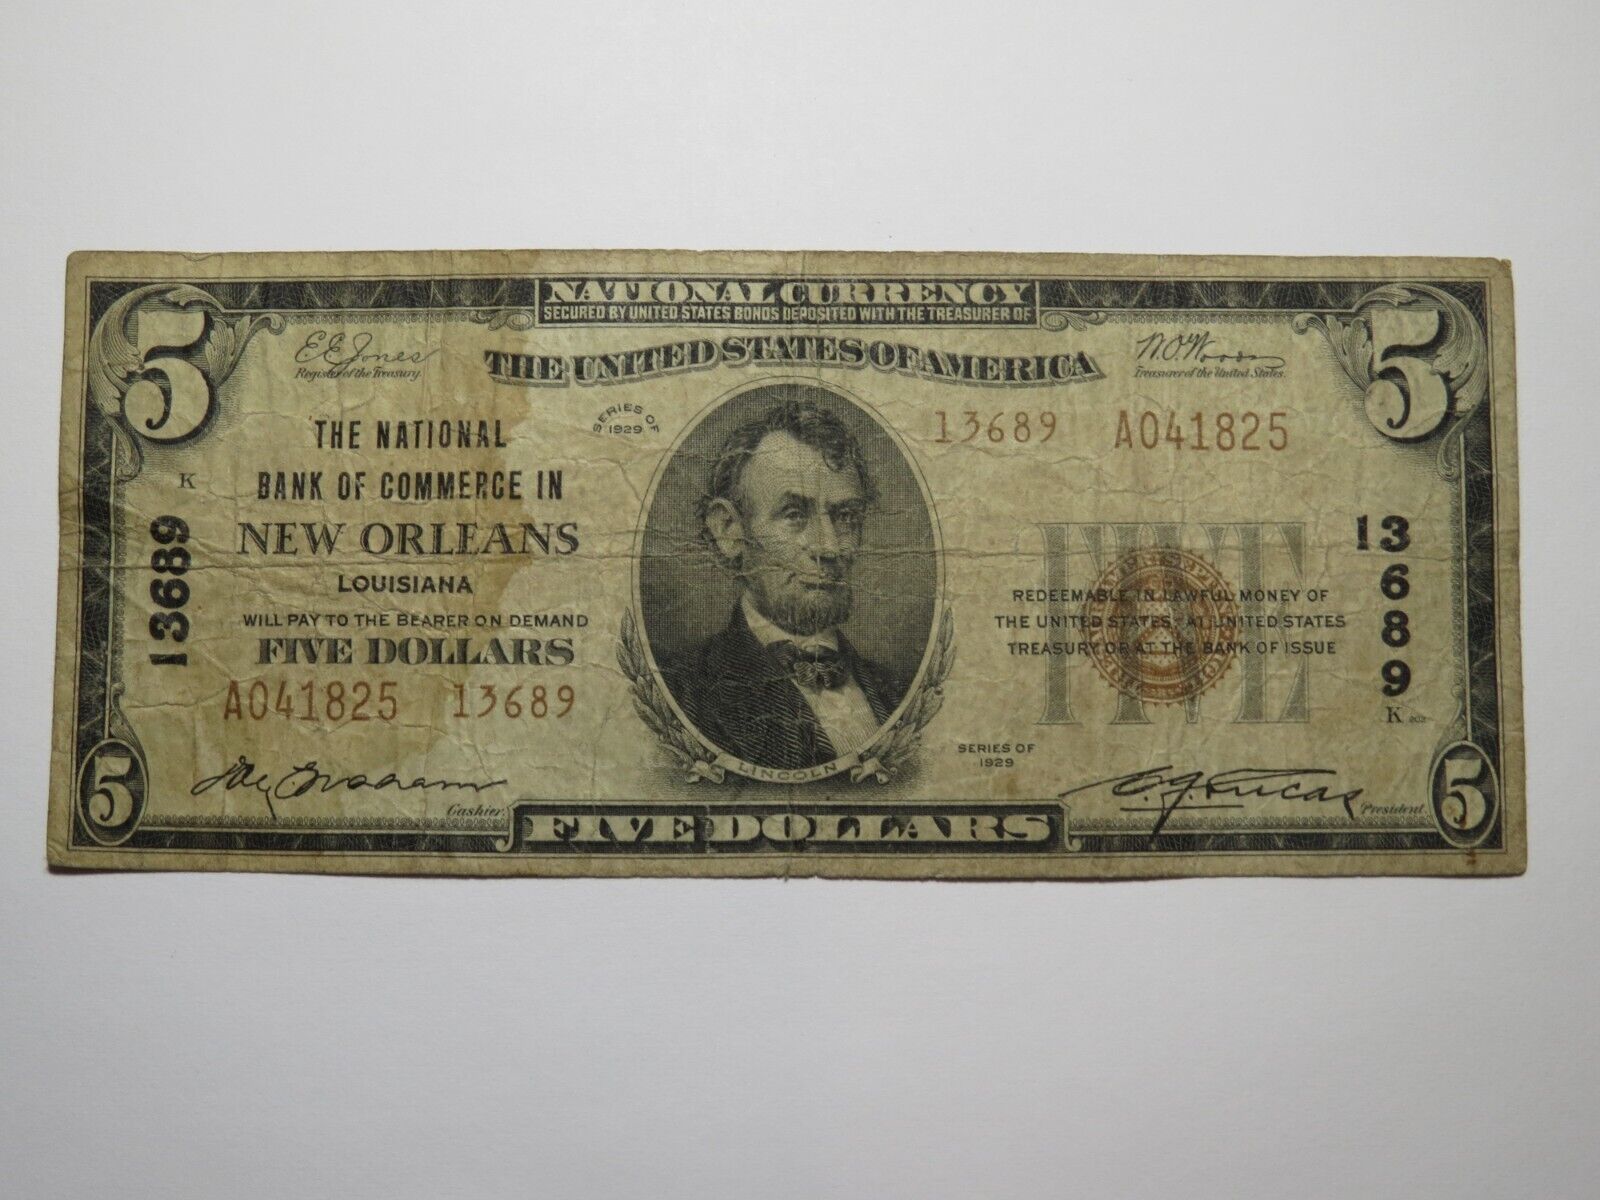 NATIONAL CURRENCY
SECURED BY UNITED STATES BONDS DEPOSITED WITH THE TREASURER OF
THE UNITED STATES OF AMERICA
5
5
E E Jones
Register of the Treasury.
W.O. Woods
Treasurer of the United States.
SERIES OF
1929
13689 A041825
THE NATIONAL
BANK OF COMMERCE IN
NEW ORLEANS
LOUISIANA
WILL PAY TO THE BEARER ON DEMAND
FIVE DOLLARS
A041825 13689
K
13689
13689
FIVE
REDEEMABLE IN LAWFUL MONEY OF
THE UNITED STATES, AT UNITED STATES
TREASURY OR AT THE BANK OF ISSUE
K 202
LINCOLN
SERIES OF
1929
Cashier.
President.
5
FIVE DOLLARS
5